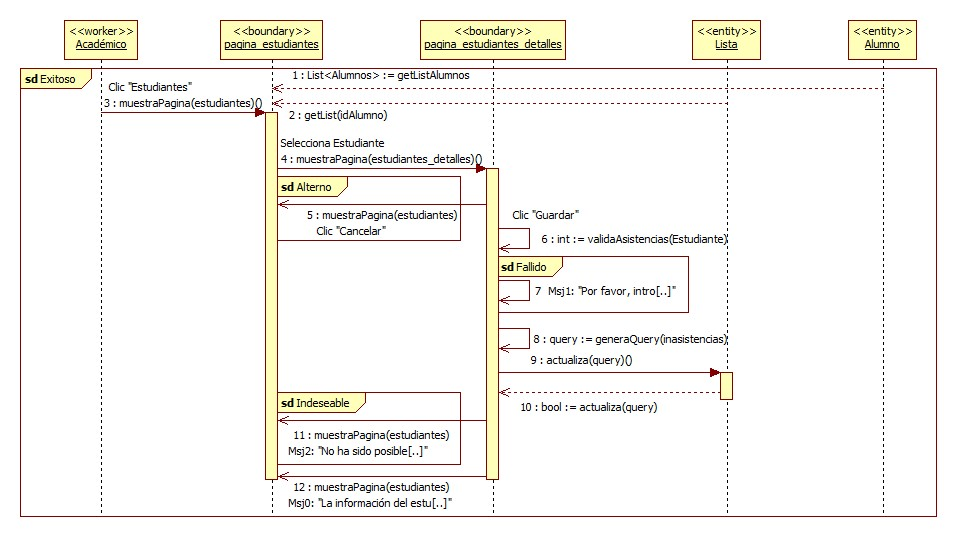 <<worker>>
Académico
<<boundary>>
pagina_estudiantes
<<boundary>>
pagina_estudiantes_detalles
<<entity>>
Lista
<<entity>>
Alumno
sd Exitoso
1 : List<Alumnos> := getListAlumnos
Clic "Estudiantes"
3 : muestraPagina(estudiantes)()
2 : getList(idAlumno)
Selecciona Estudiante
4 : muestraPagina(estudiantes_detalles)()
sd Alterno
5 : muestraPagina(estudiantes)
Clic "Cancelar"
Clic "Guardar"
6 : int := validaAsistencias(Estudiante)
sd Fallido
7 Msj1: "Por favor, intro[..]"
8 : query := generaQuery(inasistencias)
9 : actualiza(query)()
10 : bool := actualiza(query)
sd Indeseable
11 : muestraPagina(estudiantes)
Msj2: "No ha sido posible[..]"
12 : muestraPagina(estudiantes)
Msj0: "La información del estu[..]"